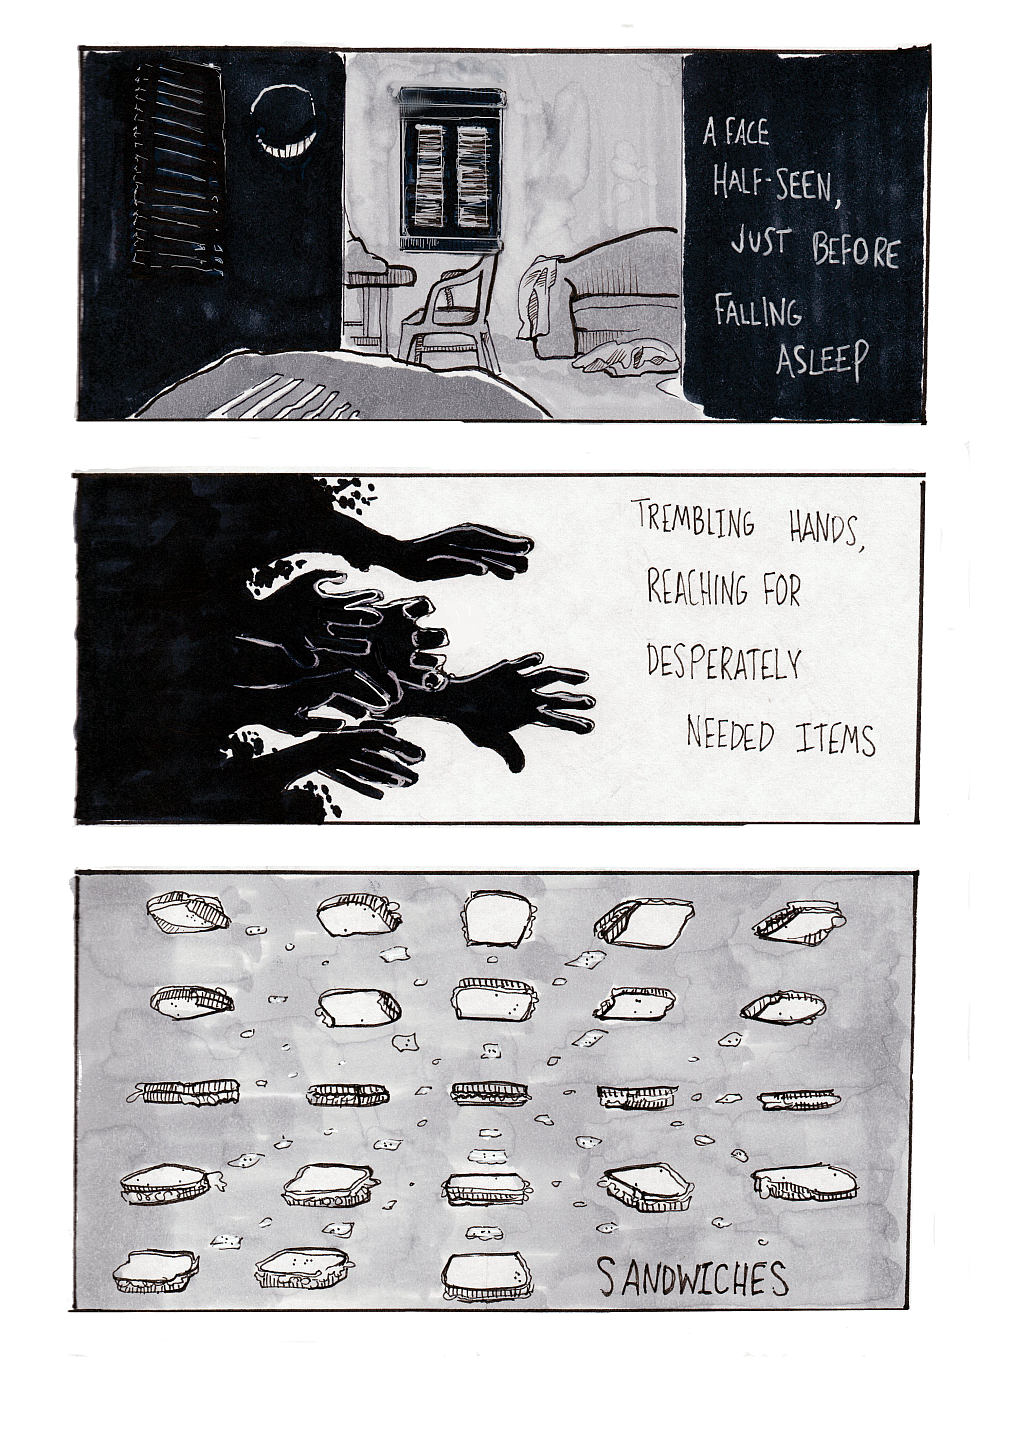 A FACE
HALF-SEEN,
JUST BEFORE
FALLING
ASLEEP
TREMBLING HANDS,
REACHING FOR
DESPERATELY
NEEDED ITEMS
SANDWICHES